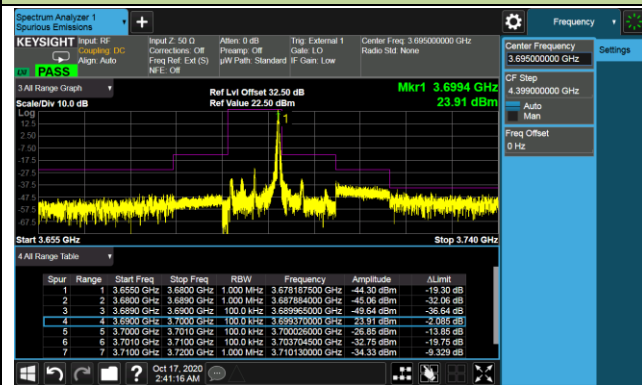 Spectrum Analyzer 1
Spurious Emissions
Frequency
KEYSIGHT
Input: RF
Coupling: DC
Align: Auto
Input Z: 50 Ω
Corrections: Off
Freq Ref: Ext (S)
NFE: Off
Atten: 0 dB
Preamp: Off
µW Path: Standard
Trig: External 1
Gate: LO
IF Gain: Low
Center Freq: 3.695000000 GHz
Radio Std: None
PASS
3 All Range Graph
Ref Lvl Offset 32.50 dB
Mkr1 3.6994 GHz
Scale/Div 10.0 dB
Ref Value 22.50 dBm
23.91 dBm
Log
12.5
2.50
-7.50
-17.5
-27.5
-37.5
-47.5
-57.5
-67.5
1
Start 3.655 GHz
Stop 3.740 GHz
4 All Range Table
Spur Range Start Freq Stop Freq RBW Frequency Amplitude ΔLimit
1 1 3.6550 GHz 3.6800 GHz 1.000 MHz 3.678187500 GHz -44.30 dBm -19.30 dB
2 2 3.6800 GHz 3.6890 GHz 1.000 MHz 3.687884000 GHz -45.06 dBm -32.06 dB
3 3 3.6890 GHz 3.6900 GHz 100.0 kHz 3.689965000 GHz -49.64 dBm -36.64 dB
4 4 3.6900 GHz 3.7000 GHz 100.0 kHz 3.699370000 GHz 23.91 dBm -2.085 dB
5 5 3.7000 GHz 3.7010 GHz 100.0 kHz 3.700026000 GHz -26.85 dBm -13.85 dB
6 6 3.7010 GHz 3.7100 GHz 100.0 kHz 3.703704500 GHz -32.75 dBm -19.75 dB
7 7 3.7100 GHz 3.7200 GHz 1.000 MHz 3.710130000 GHz -34.33 dBm -9.329 dB
Center Frequency
3.695000000 GHz
Settings
CF Step
4.399000000 GHz
Auto
Man
Freq Offset
0 Hz
Oct 17, 2020
2:41:16 AM